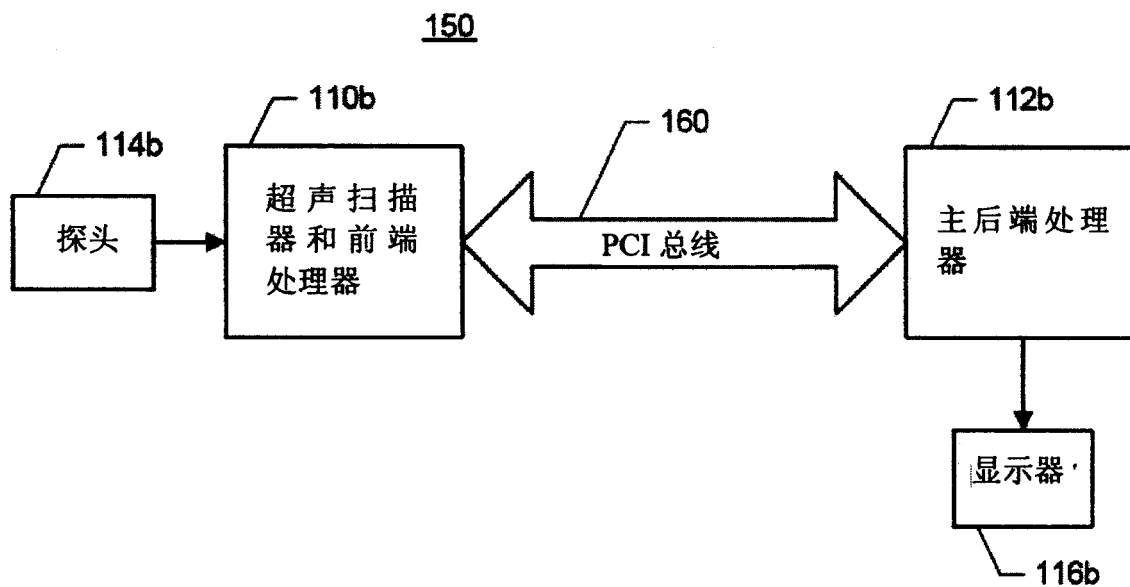 150
110b
112b
160
114b
超声扫描
器和前端
处理器
主后端处理
器
探头
PCI 总线
显示器
116b